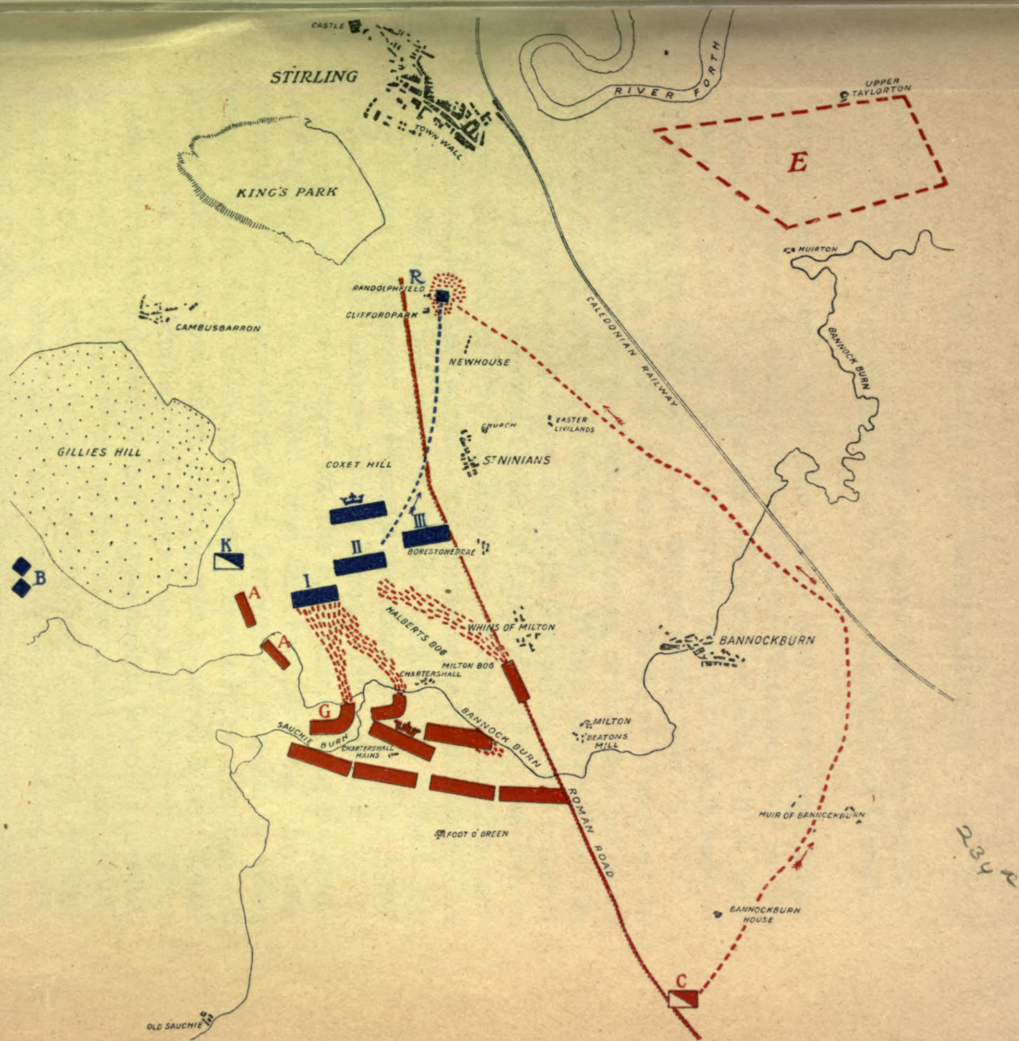 CASTLE
STIRLING
TOWN WALL
RIVER FORTH
UPPER
TAYLORTON
E
KING'S PARK
MUIRTON
R
RANDOLPHFIELD
CLIFFORDPARK
CAMBUSBARRON
NEWHOUSE
CALEDONIAN RAILWAY
BANNOCK BURN
CHURCH
EASTER
LIVILANDS
GILLIES HILL
COXET HILL
ST NINIANS
III
II
BORESTONEBRAE
K
B
I
A
A
HALBERTS BOG
WHINS OF MILTON
BANNOCKBURN
MILTON BOG
CHARTERSHALL
G
SAUCHIE BURN
BANNOCK BURN
MILTON
BEATONS
MILL
CHARTERSHALL
MAINS
ROMAN ROAD
FOOT O' GREEN
MUIR OF BANNOCKBURN
234
BANNOCKBURN
HOUSE
C
OLD SAUCHIE